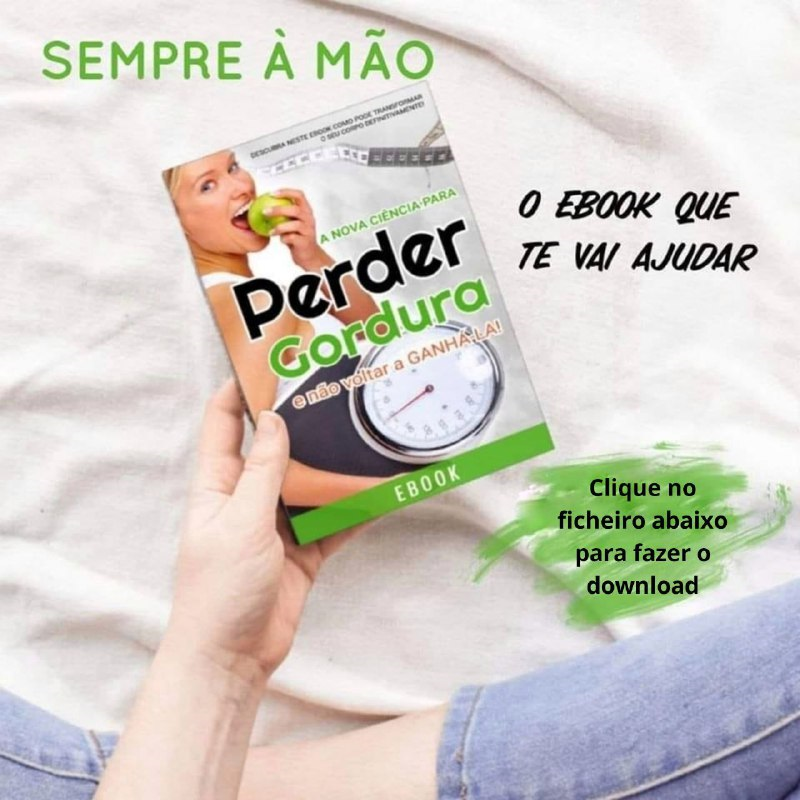 SEMPRE À MÃO
DESCUBRA NESTE EBOOK COMO PODE TRANSFORMAR
O SEU CORPO DEFINITIVAMENTE!
A NOVA CIÊNCIA PARA
Perder
Gordura
e não voltar a GANHÁ-LA!
EBOOK
O EBOOK QUE
TE VAI AJUDAR
Clique no
ficheiro abaixo
para fazer o
download